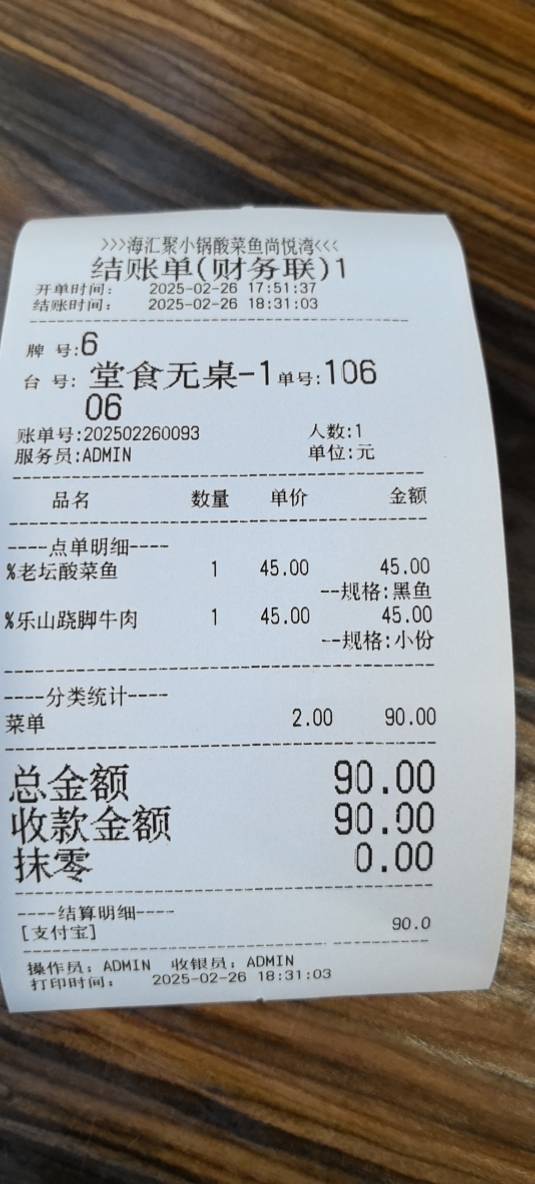 >>>海汇聚小锅酸菜鱼尚悦湾<<<
结账单(财务联)1
开单时间: 2025-02-26 17:51:37
结账时间: 2025-02-26 18:31:03
牌 号:6
台 号: 堂食无桌-1 单号:106
06
账单号:202502260093 人数:1
服务员:ADMIN 单位:元
品名 数量 单价 金额
----点单明细----
%老坛酸菜鱼 1 45.00 45.00
--规格:黑鱼
%乐山跷脚牛肉 1 45.00 45.00
--规格:小份
----分类统计----
菜单 2.00 90.00
总金额 90.00
收款金额 90.00
抹零 0.00
----结算明细----
[支付宝] 90.0
操作员: ADMIN 收银员: ADMIN
打印时间: 2025-02-26 18:31:03